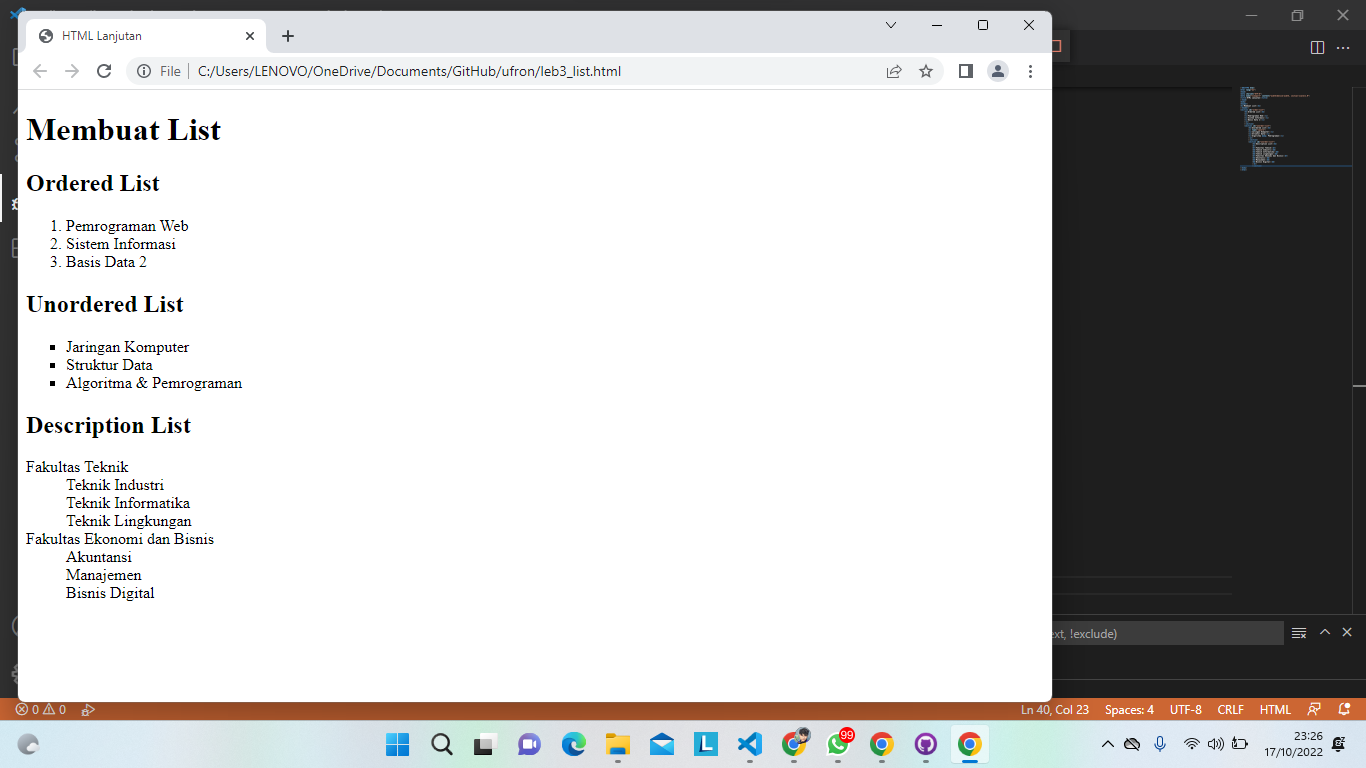 HTML Lanjutan
File
C:/Users/LENOVO/OneDrive/Documents/GitHub/ufron/leb3_list.html
Membuat List
Ordered List
1. Pemrograman Web
2. Sistem Informasi
3. Basis Data 2
Unordered List
Jaringan Komputer
Struktur Data
Algoritma & Pemrograman
Description List
Fakultas Teknik
Teknik Industri
Teknik Informatika
Teknik Lingkungan
Fakultas Ekonomi dan Bisnis
Akuntansi
Manajemen
Bisnis Digital
!exclude)
0 0
Ln 40, Col 23 Spaces: 4 UTF-8 CRLF HTML
L
99
23:26
17/10/2022